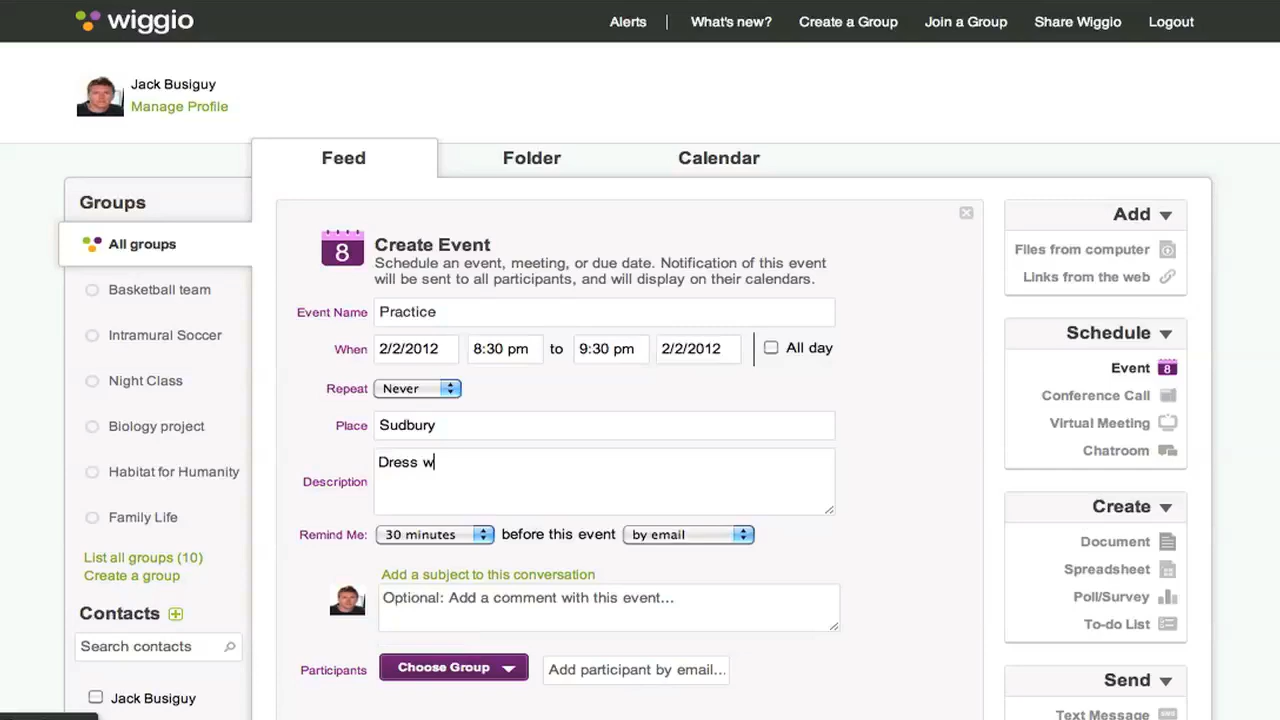 wiggio
Alerts | What's new? Create a Group Join a Group Share Wiggio Logout
Jack Busiguy
Manage Profile
Feed Folder Calendar
Groups
All groups
Basketball team
Intramural Soccer
Night Class
Biology project
Habitat for Humanity
Family Life
List all groups (10)
Create a group
Contacts
Search contacts
Jack Busiguy
8
Create Event
Schedule an event, meeting, or due date. Notification of this event
will be sent to all participants, and will display on their calendars.
Event Name Practice
When 2/2/2012 8:30 pm to 9:30 pm 2/2/2012 All day
Repeat Never
Place Sudbury
Description Dress w
Remind Me: 30 minutes before this event by email
Add a subject to this conversation
Optional: Add a comment with this event...
Participants Choose Group Add participant by email...
Add
Files from computer
Links from the web
Schedule
Event 8
Conference Call
Virtual Meeting
Chatroom
Create
Document
Spreadsheet
Poll/Survey
To-do List
Send
Text Message